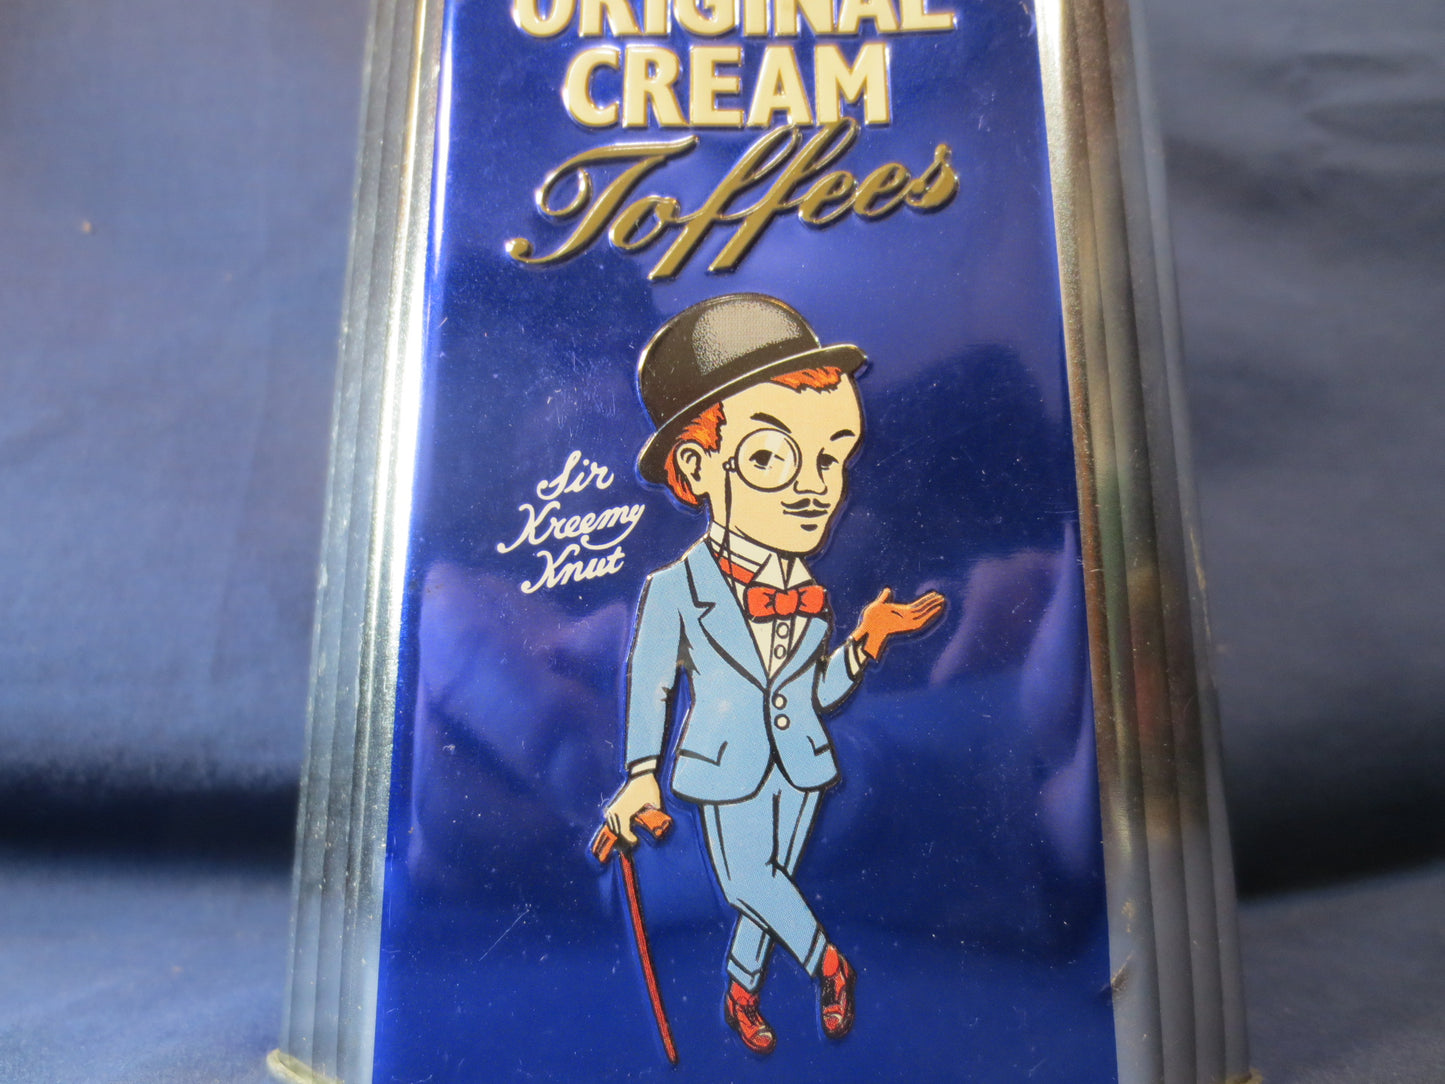 ORIGINAL
CREAM
Toffees
Sir
Kreemy
Knut